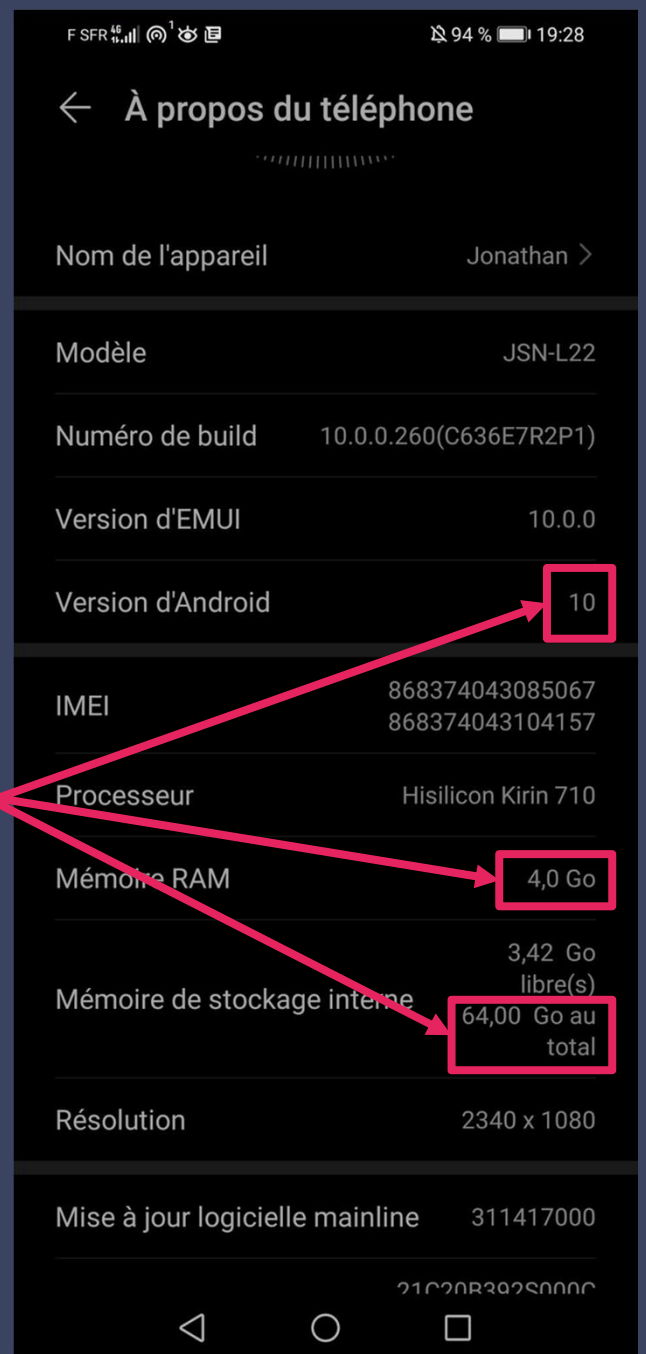 F SFR 4G 1 94 % 19:28
À propos du téléphone
Nom de l'appareil Jonathan
Modèle JSN-L22
Numéro de build 10.0.0.260(C636E7R2P1)
Version d'EMUI 10.0.0
Version d'Android 10
IMEI 868374043085067
868374043104157
Processeur Hisilicon Kirin 710
Mémoire RAM 4,0 Go
Mémoire de stockage interne 3,42 Go
libre(s)
64,00 Go au
total
Résolution 2340 x 1080
Mise à jour logicielle mainline 311417000